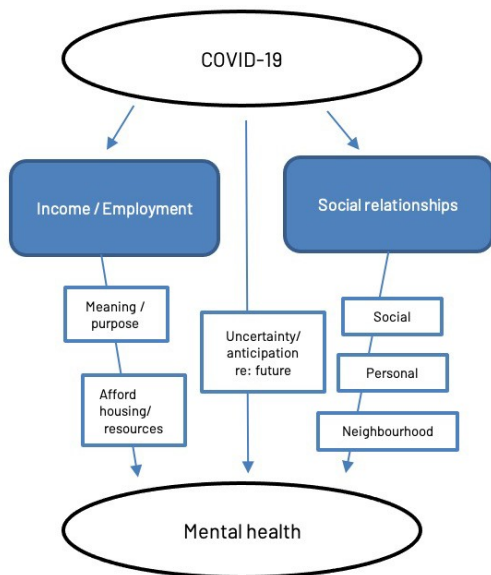 COVID-19
Income / Employment
Social relationships
Meaning /
purpose
Afford
housing/
resources
Uncertainty/
anticipation
re: future
Social
Personal
Neighbourhood
Mental health